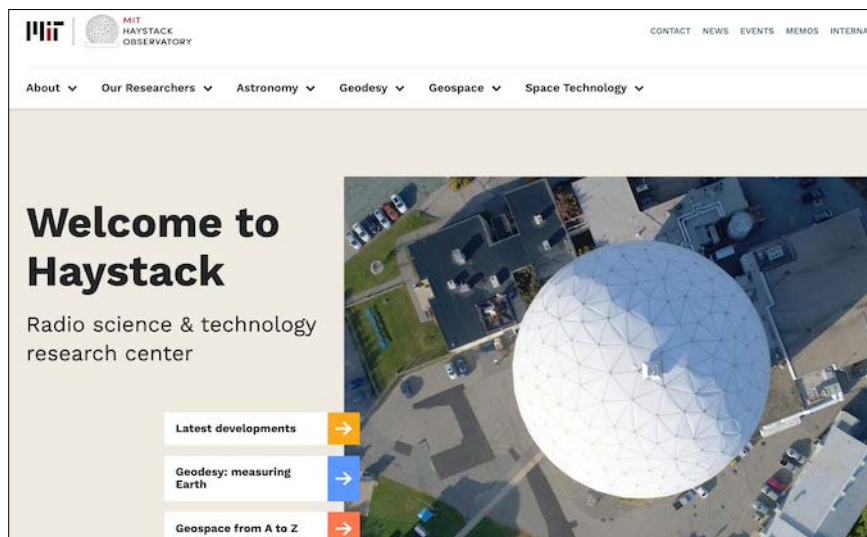 MIT
MIT
HAYSTACK
OBSERVATORY
CONTACT NEWS EVENTS MEMOS
About Our Researchers Astronomy Geodesy Geospace Space Technology
Welcome to
Haystack
Radio science & technology
research center
Latest developments
Geodesy: measuring
Earth
Geospace from A to Z